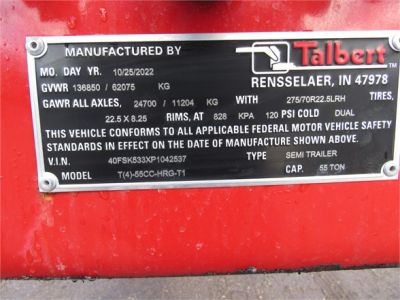 MANUFACTURED BY Talbert TM
MO. DAY YR. 10/25/2022 RENSSELAER, IN 47978
GVWR 136850 / 62075 KG
GAWR ALL AXLES, 24700 / 11204 KG WITH 275/70R22.5LRH TIRES,
22.5 X 8.25 RIMS, AT 828 KPA 120 PSI COLD DUAL
THIS VEHICLE CONFORMS TO ALL APPLICABLE FEDERAL MOTOR VEHICLE SAFETY
STANDARDS IN EFFECT ON THE DATE OF MANUFACTURE SHOWN ABOVE.
V.I.N. 40FSK533XP1042537 TYPE SEMI TRAILER
MODEL T(4)-55CC-HRG-T1 CAP. 55 TON